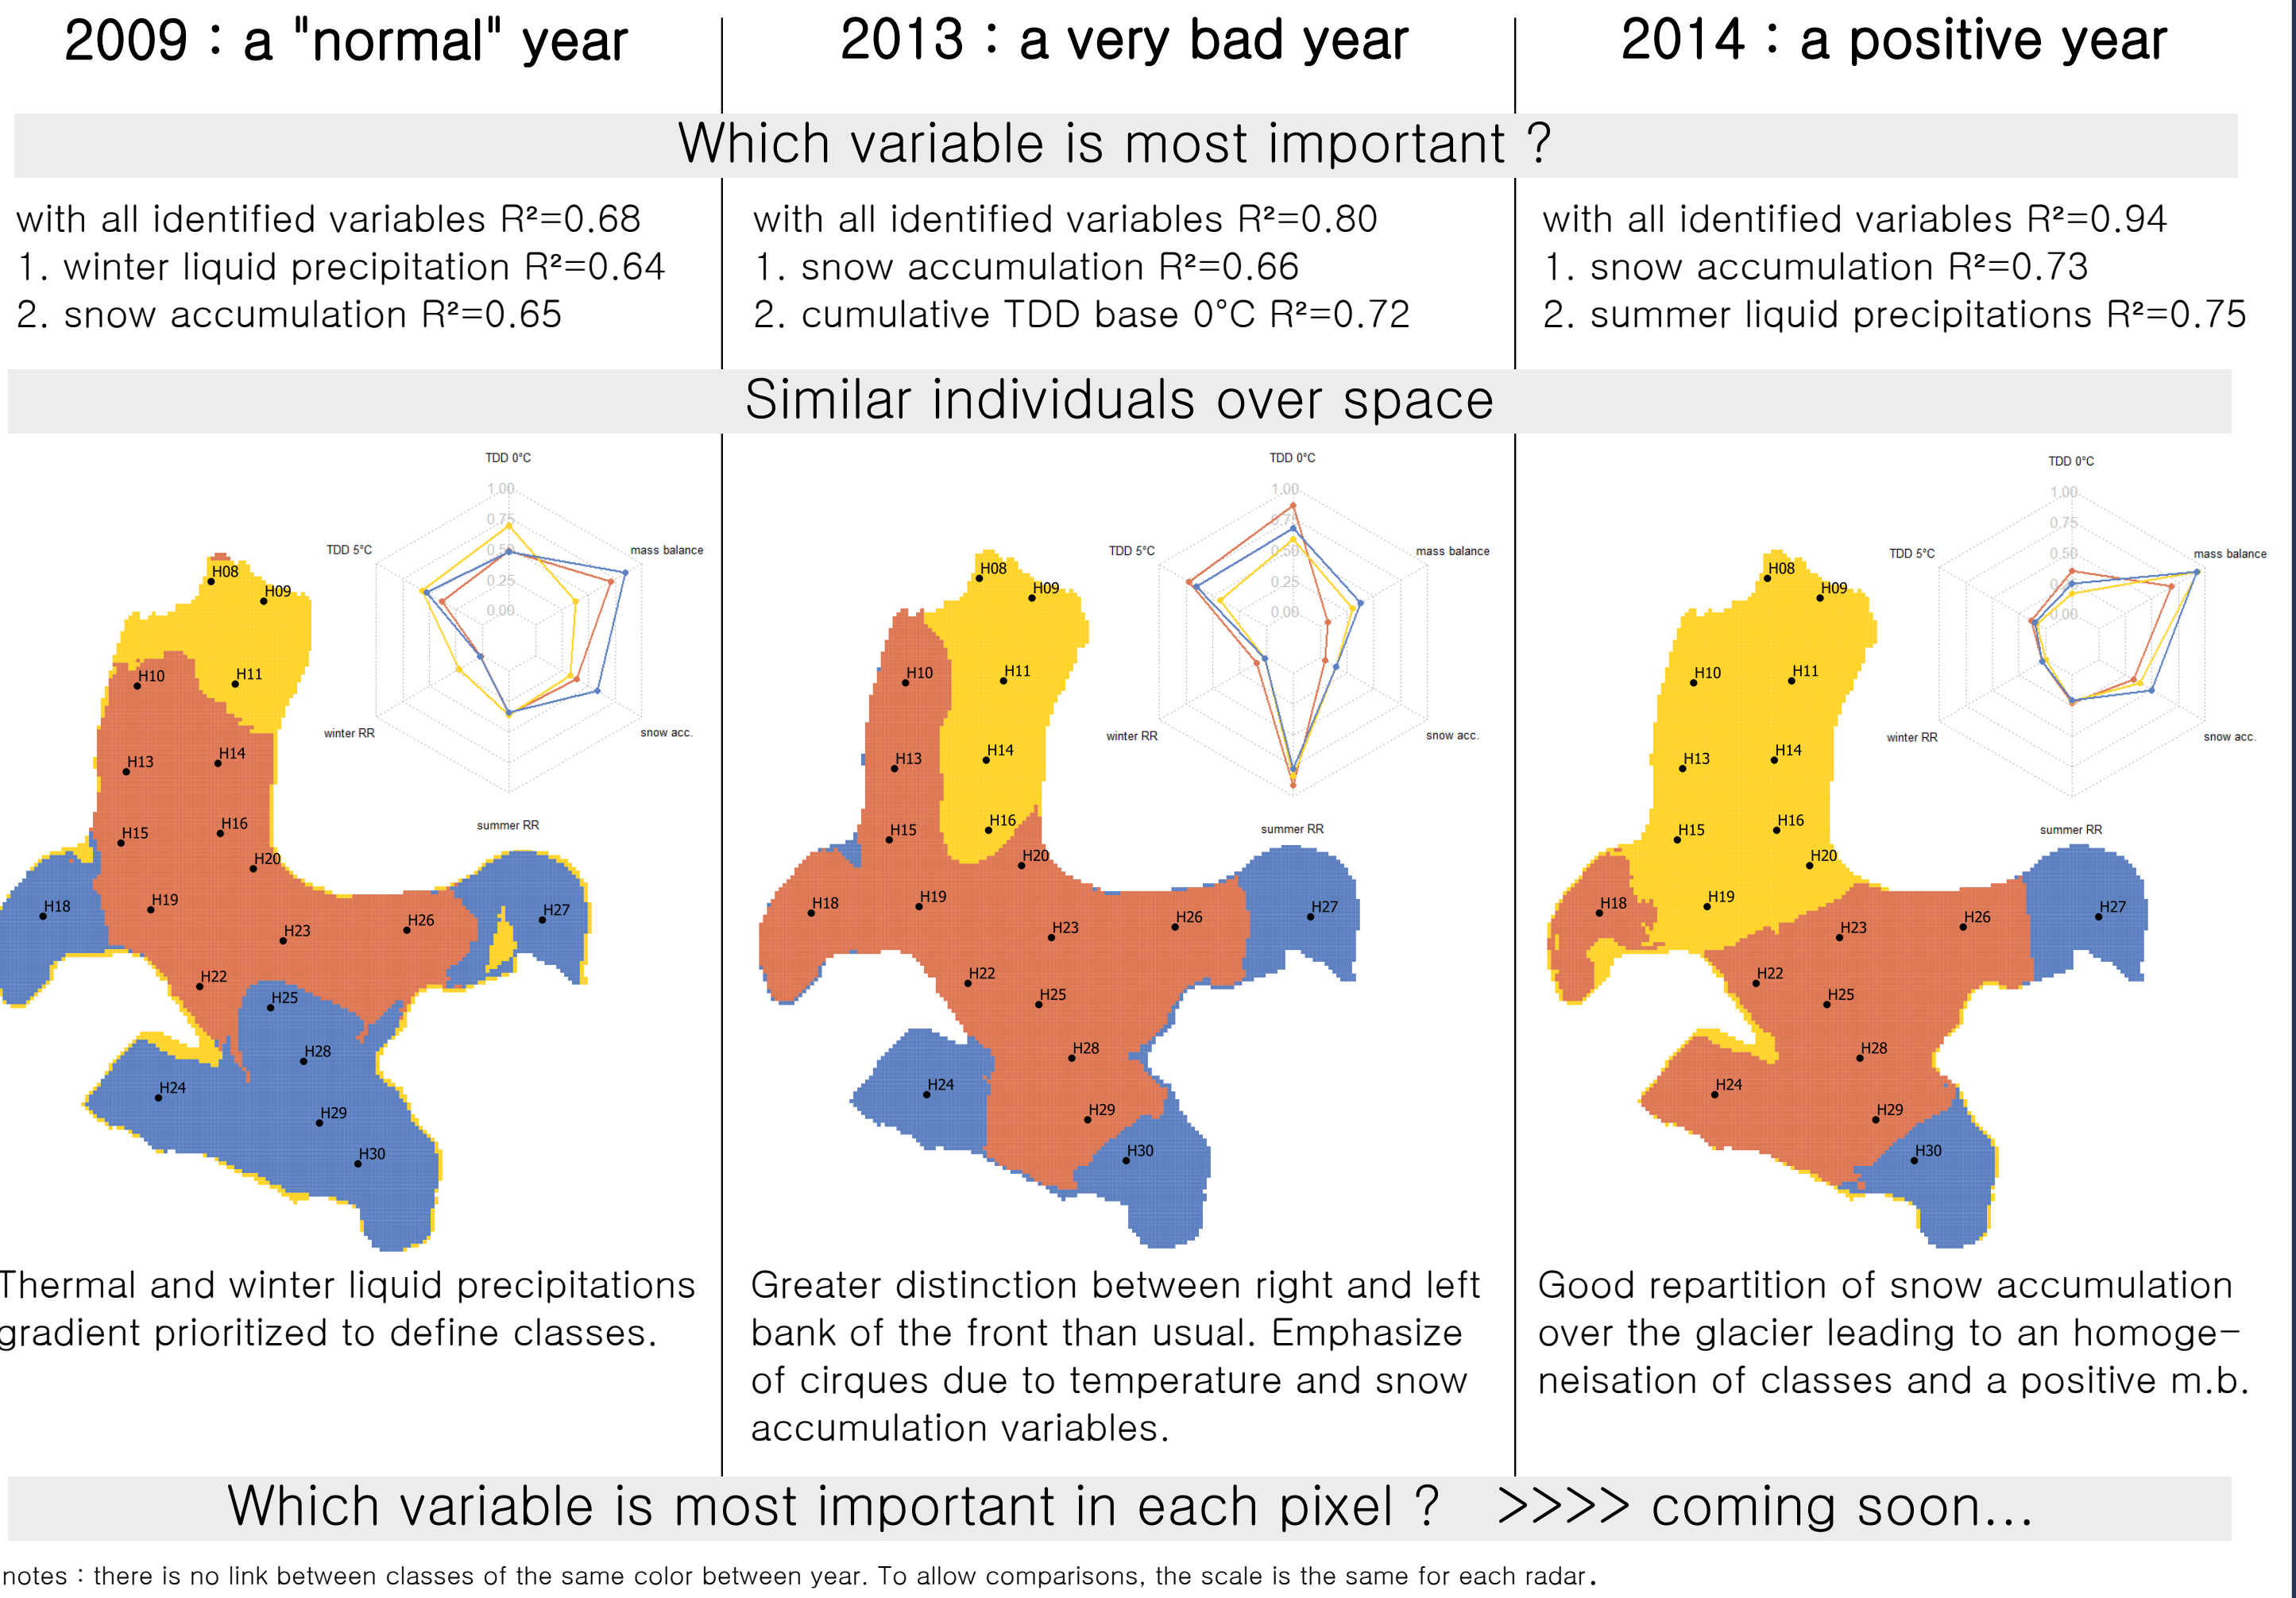 2009 : a "normal" year
2013 : a very bad year
2014 : a positive year
Which variable is most important ?
with all identified variables R²=0.68
1. winter liquid precipitation R²=0.64
2. snow accumulation R²=0.65
with all identified variables R²=0.80
1. snow accumulation R²=0.66
2. cumulative TDD base 0°C R²=0.72
with all identified variables R²=0.94
1. snow accumulation R²=0.73
2. summer liquid precipitations R²=0.75
Similar individuals over space
TDD 0°C
1.00
0.75
0.50
0.25
0.00
TDD 5°C
mass balance
winter RR
snow acc.
summer RR
H08
H09
H10
H11
H13
H14
H15
H16
H20
H18
H19
H23
H26
H27
H22
H25
H28
H24
H29
H30
TDD 0°C
1.00
0.75
0.50
0.25
0.00
TDD 5°C
mass balance
winter RR
snow acc.
summer RR
H08
H09
H10
H11
H13
H14
H15
H16
H20
H18
H19
H23
H26
H27
H22
H25
H28
H24
H29
H30
TDD 0°C
1.00
0.75
0.50
0.00
TDD 5°C
mass balance
winter RR
snow acc.
summer RR
H08
H09
H10
H11
H13
H14
H15
H16
H20
H18
H19
H23
H26
H27
H22
H25
H28
H24
H29
H30
Thermal and winter liquid precipitations
gradient prioritized to define classes.
Greater distinction between right and left
bank of the front than usual. Emphasize
of cirques due to temperature and snow
accumulation variables.
Good repartition of snow accumulation
over the glacier leading to an homoge-
neisation of classes and a positive m.b.
Which variable is most important in each pixel ? >>>> coming soon...
notes : there is no link between classes of the same color between year. To allow comparisons, the scale is the same for each radar.